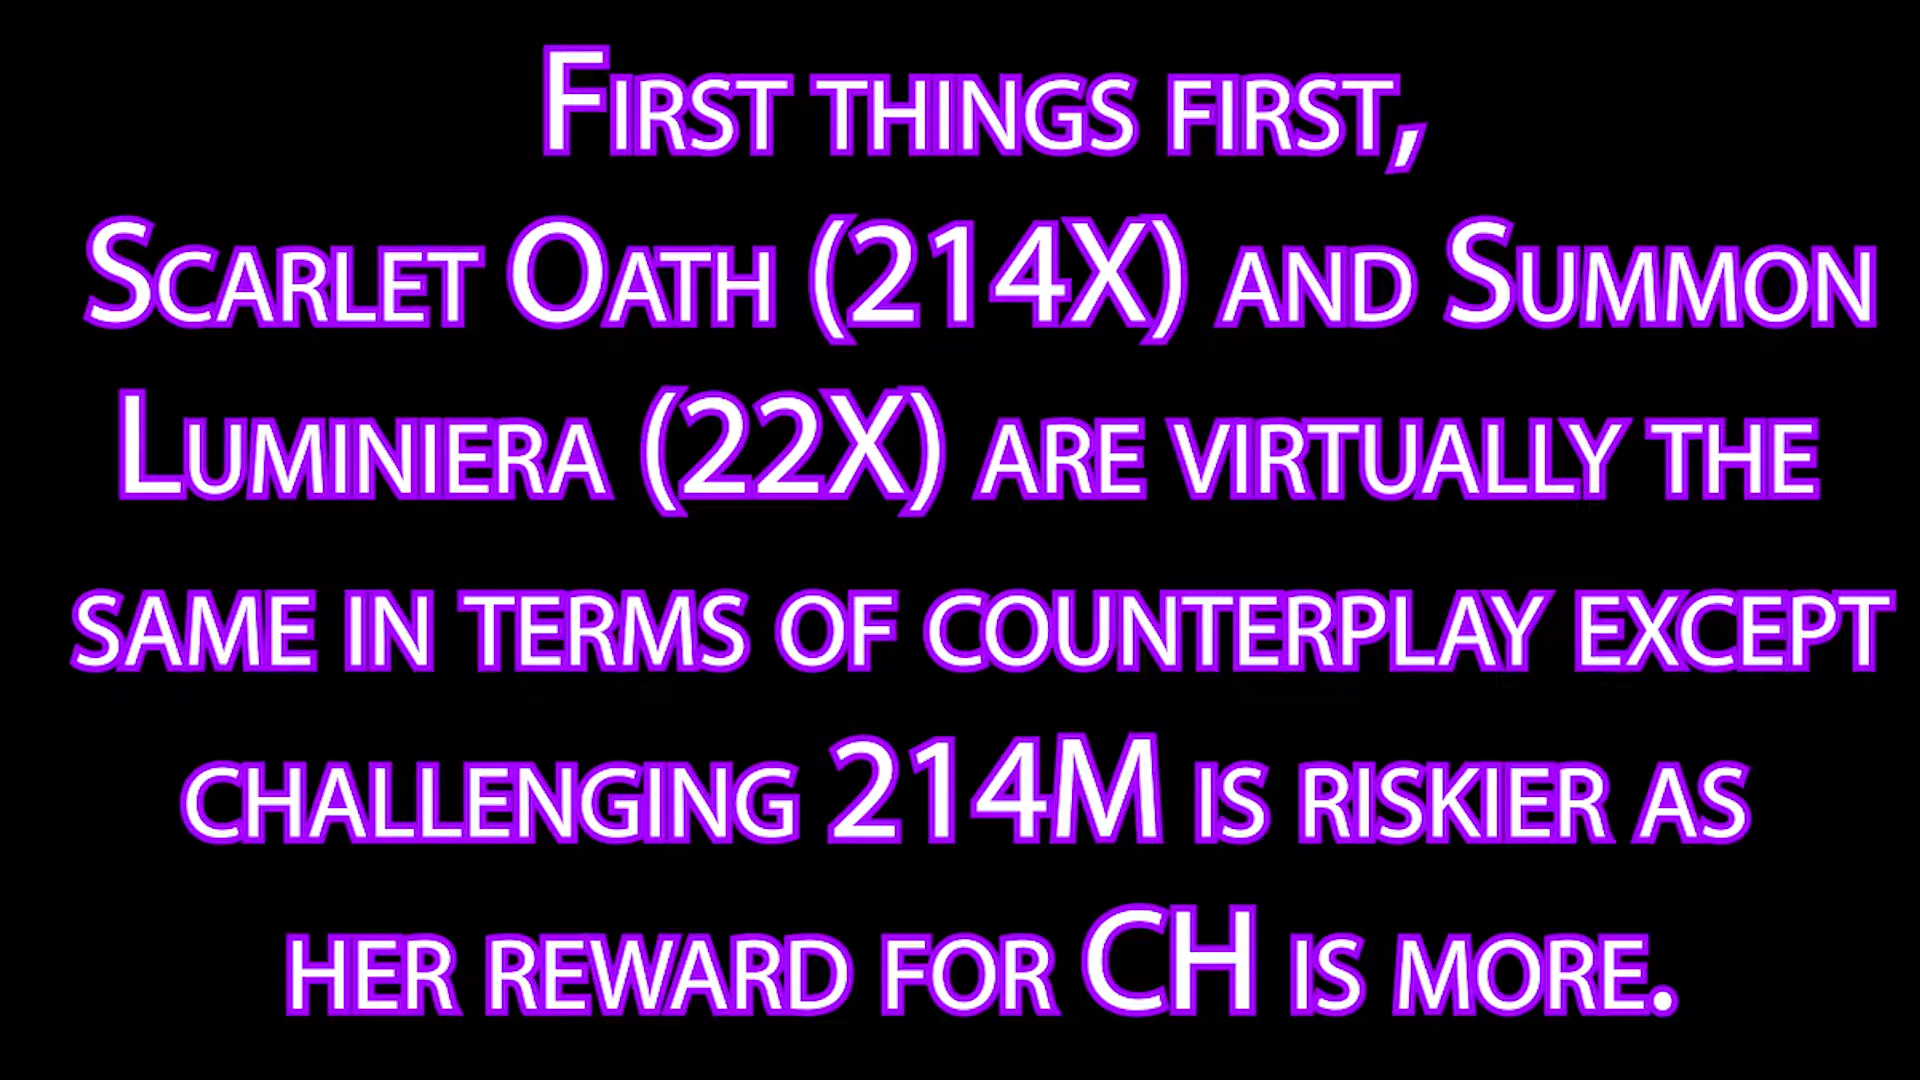 First things first,
Scarlet Oath (214X) and Summon
Luminiera (22X) are virtually the
same in terms of counterplay except
challenging 214M is riskier as
her reward for CH is more.